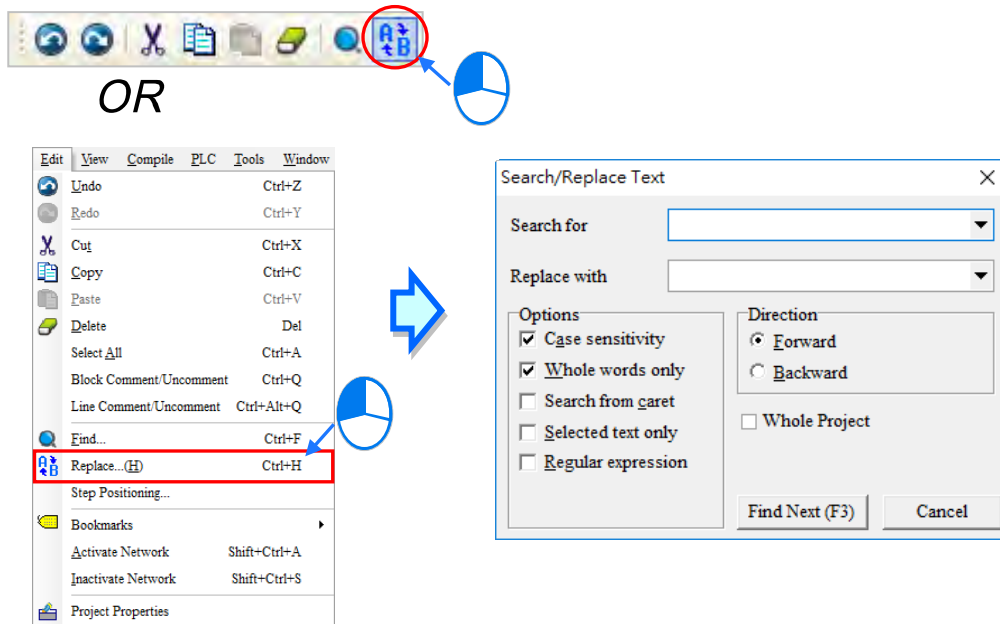 OR
Edit View Compile PLC Tools Window
Undo Ctrl+Z
Redo Ctrl+Y
Cut Ctrl+X
Copy Ctrl+C
Paste Ctrl+V
Delete Del
Select All Ctrl+A
Block Comment/Uncomment Ctrl+Q
Line Comment/Uncomment Ctrl+Alt+Q
Find... Ctrl+F
Replace...(H) Ctrl+H
Step Positioning...
Bookmarks
Activate Network Shift+Ctrl+A
Inactivate Network Shift+Ctrl+S
Project Properties
Search/Replace Text
Search for
Replace with
Options
Case sensitivity
Whole words only
Search from caret
Selected text only
Regular expression
Direction
Forward
Backward
Whole Project
Find Next (F3) Cancel